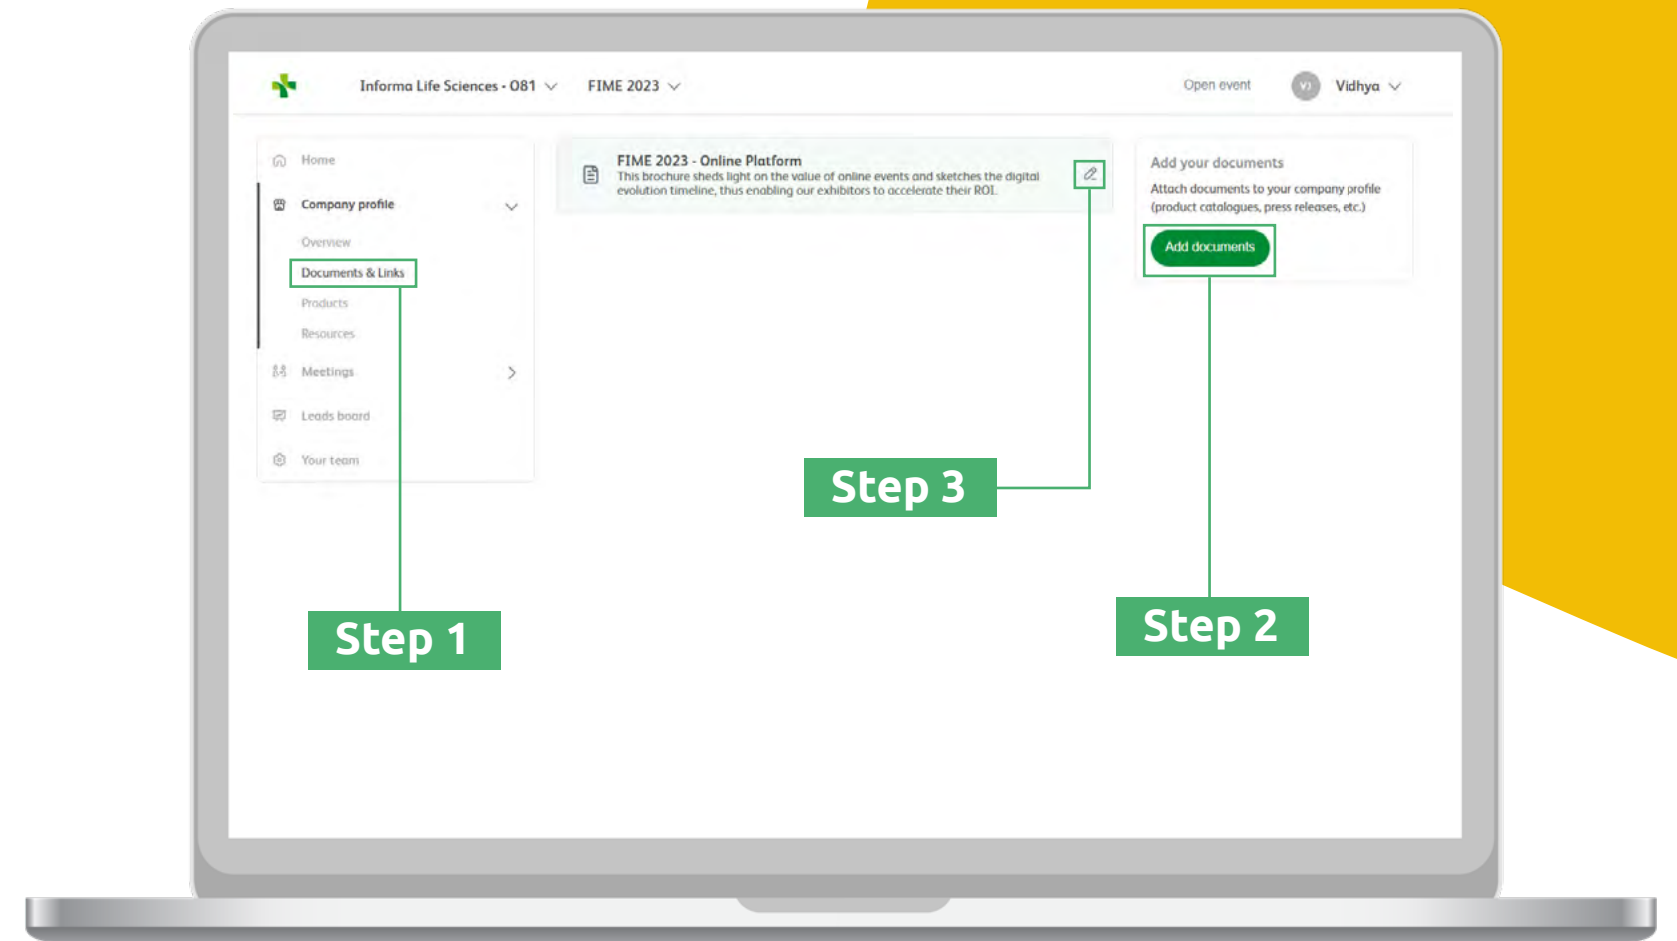 Informa Life Sciences - O81
FIME 2023
Open event
VJ
Vidhya
Home
Company profile
Overview
Documents & Links
Products
Resources
Meetings
Leads board
Your team
FIME 2023 - Online Platform
This brochure sheds light on the value of online events and sketches the digital
evolution timeline, thus enabling our exhibitors to accelerate their ROI.
Add your documents
Attach documents to your company profile
(product catalogues, press releases, etc.)
Add documents
Step 3
Step 1
Step 2